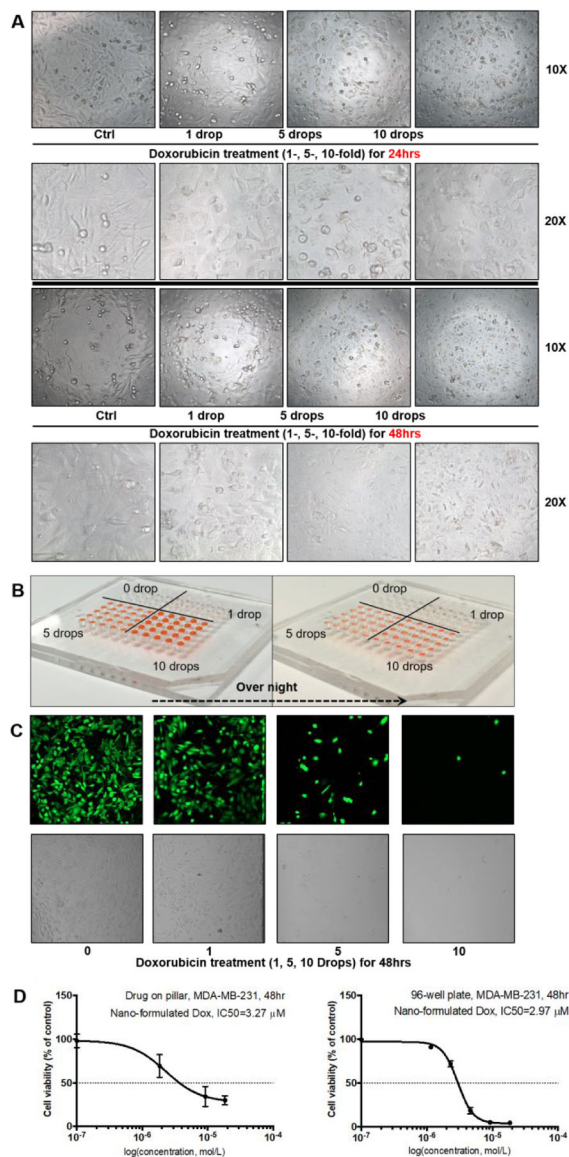 A
10X
Ctrl 1 drop 5 drops 10 drops
Doxorubicin treatment (1-, 5-, 10-fold) for 24hrs
20X
10X
Ctrl 1 drop 5 drops 10 drops
Doxorubicin treatment (1-, 5-, 10-fold) for 48hrs
20X
B
0 drop
1 drop
5 drops
10 drops
0 drop
1 drop
5 drops
10 drops
Over night
C
0 1 5 10
Doxorubicin treatment (1, 5, 10 Drops) for 48hrs
D
Drug on pillar, MDA-MB-231, 48hr
Nano-formulated Dox, IC50=3.27 μM
Cell viability (% of control)
150
100
50
0
10⁻⁷ 10⁻⁶ 10⁻⁵ 10⁻⁴
log(concentration, mol/L)
96-well plate, MDA-MB-231, 48hr
Nano-formulated Dox, IC50=2.97 μM
Cell viability (% of control)
150
100
50
0
10⁻⁷ 10⁻⁶ 10⁻⁵ 10⁻⁴
log(concentration, mol/L)